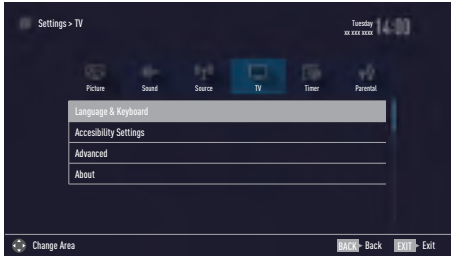 Settings > TV
Tuesday
xx xxx xxxx
14:00
Picture Sound Source TV Timer Parental
Language & Keyboard
Accesibility Settings
Advanced
About
Change Area
BACK Back EXIT Exit